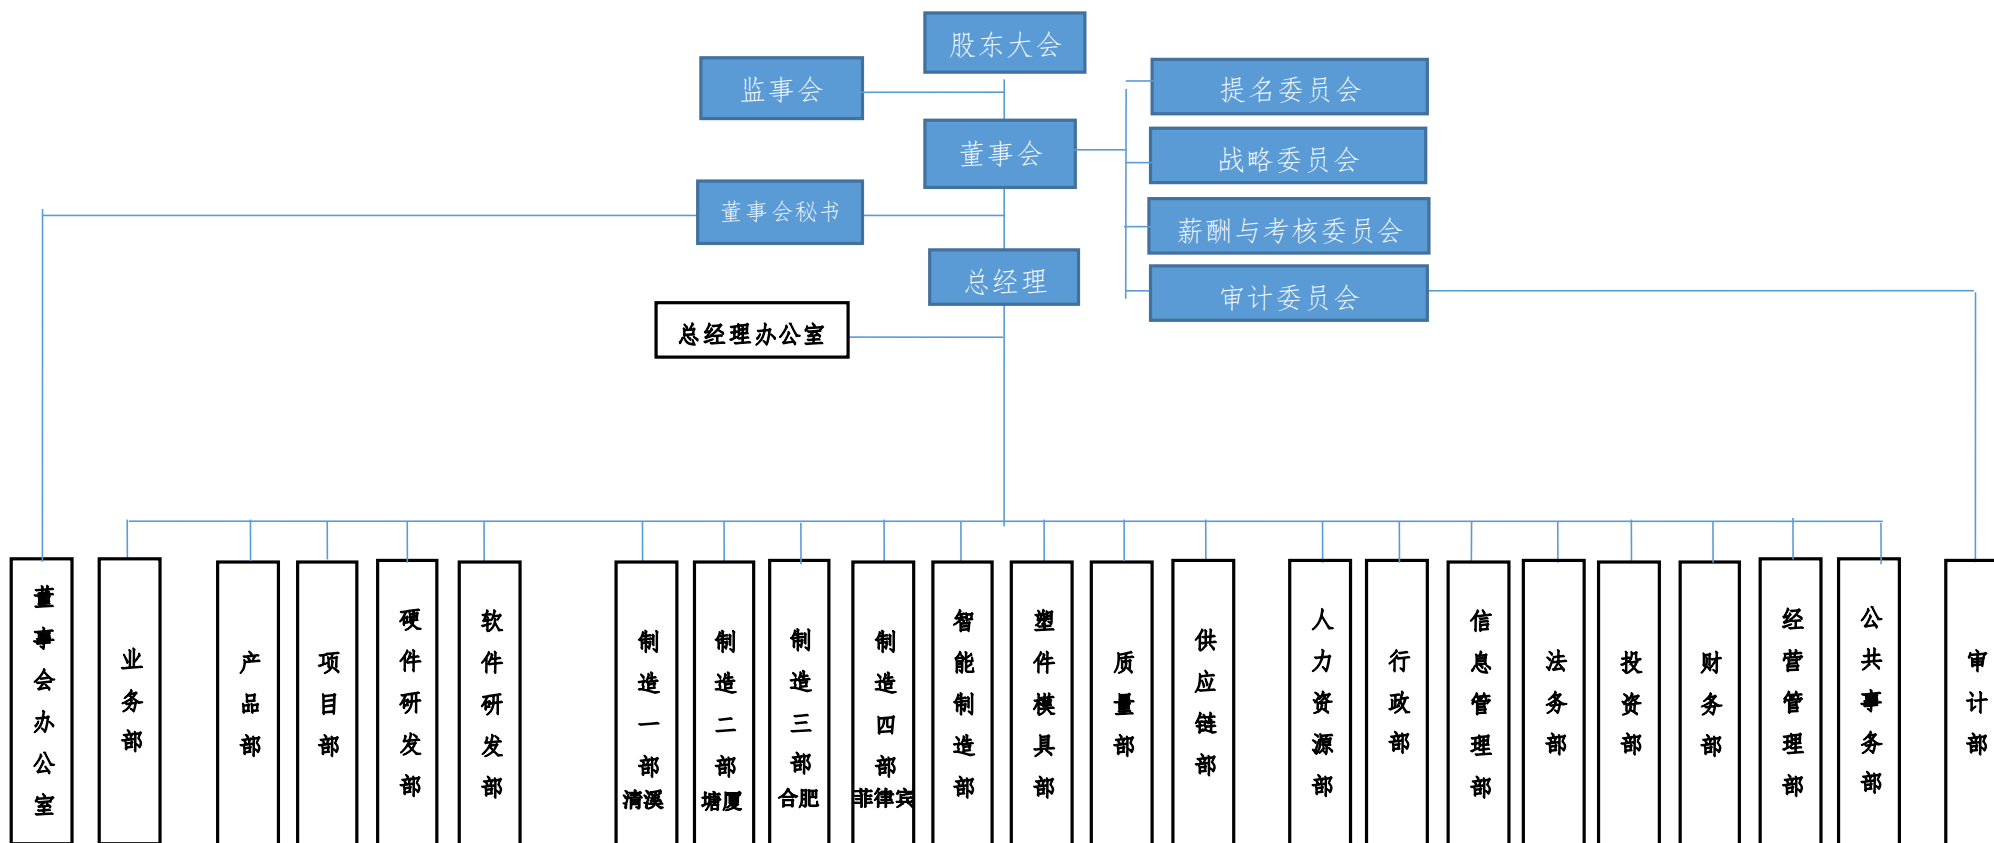 股东大会
监事会
提名委员会
董事会
战略委员会
董事会秘书
薪酬与考核委员会
总经理
审计委员会
总经理办公室
董事会办公室
业务部
产品部
项目部
硬件研发部
软件研发部
制造一部
清溪
制造二部
塘厦
制造三部
合肥
制造四部
菲律宾
智能制造部
塑件模具部
质量部
供应链部
人力资源部
行政部
信息管理部
法务部
投资部
财务部
经营管理部
公共事务部
审计部